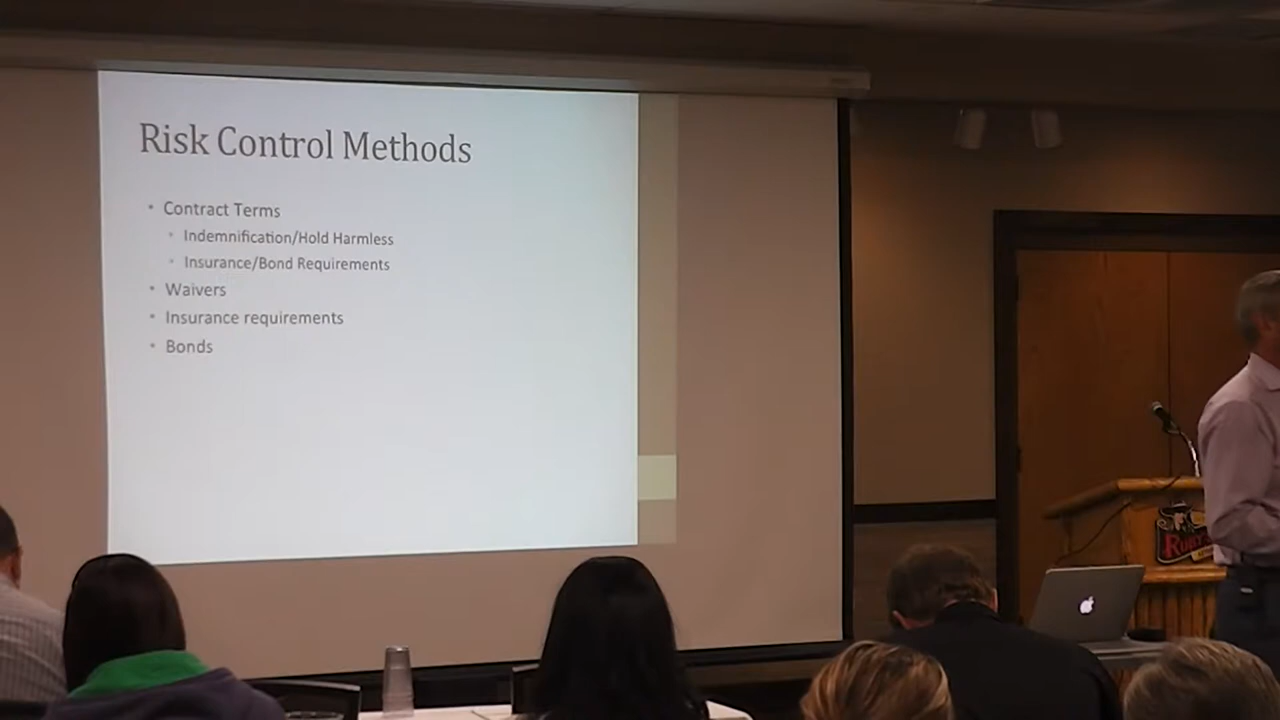 Risk Control Methods
• Contract Terms
• Indemnification/Hold Harmless
• Insurance/Bond Requirements
• Waivers
• Insurance requirements
• Bonds